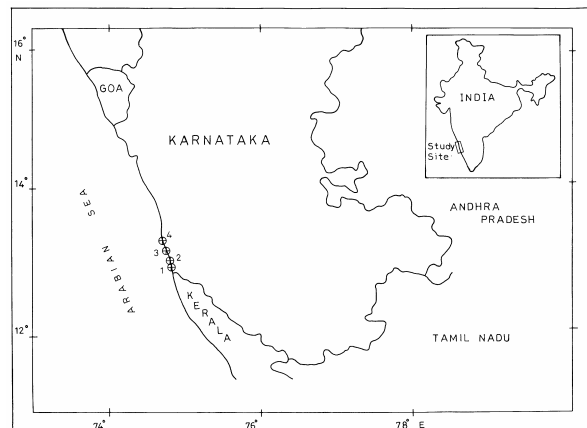 16°
N
GOA
KARNATAKA
INDIA
Study
Site
14°
ANDHRA
PRADESH
ARABIAN SEA
4
3
2
1
KERALA
12°
TAMIL NADU
74°
76°
78° E